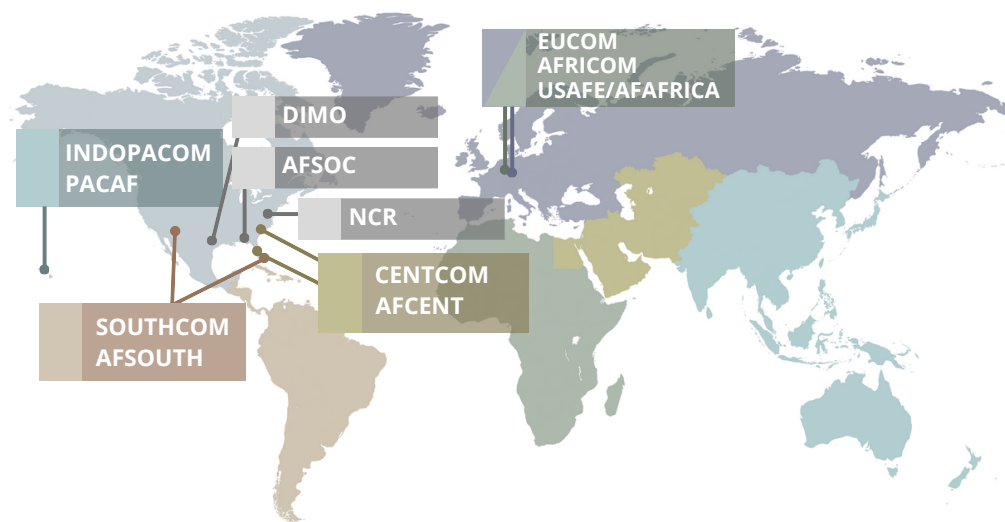 EUCOM
AFRICOM
USAFE/AFAFRICA
DIMO
INDOPACOM
PACAF
AFSOC
NCR
CENTCOM
AFCENT
SOUTHCOM
AFSOUTH